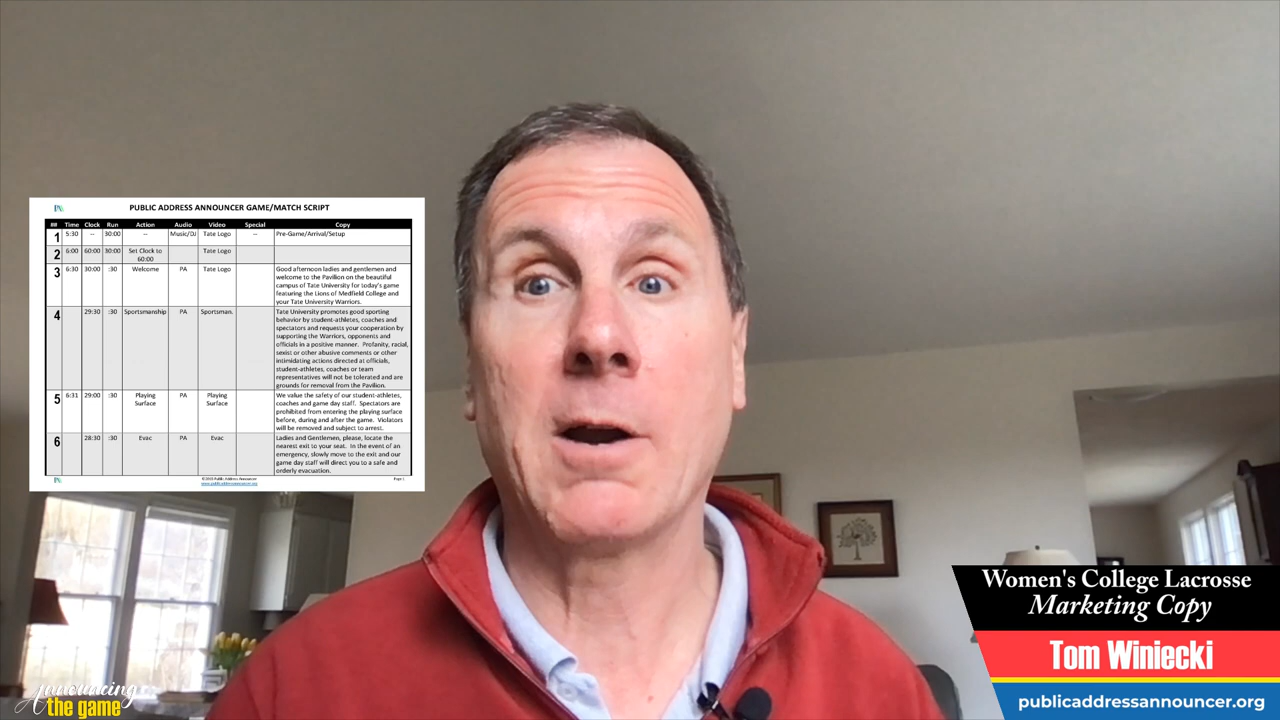 PA
PUBLIC ADDRESS ANNOUNCER GAME/MATCH SCRIPT
## Time Clock Run Action Audio Video Special Copy
1 5:30 -- 30:00 -- Music/DJ Tate Logo -- Pre-Game/Arrival/Setup
2 6:00 60:00 30:00 Set Clock to Tate Logo
60:00
3 6:30 30:00 :30 Welcome PA Tate Logo Good afternoon ladies and gentlemen and
welcome to the Pavilion on the beautiful
campus of Tate University for today's game
featuring the Lions of Medfield College and
your Tate University Warriors.
4 29:30 :30 Sportsmanship PA Sportsman. Tate University promotes good sporting
behavior by student-athletes, coaches and
spectators and requests your cooperation by
supporting the Warriors, opponents and
officials in a positive manner. Profanity, racial,
sexist or other abusive comments or other
intimidating actions directed at officials,
student-athletes, coaches or team
representatives will not be tolerated and are
grounds for removal from the Pavilion.
5 6:31 29:00 :30 Playing PA Playing We value the safety of our student-athletes,
Surface Surface coaches and game day staff. Spectators are
prohibited from entering the playing surface
before, during and after the game. Violators
will be removed and subject to arrest.
6 28:30 :30 Evac PA Evac Ladies and Gentlemen, please, locate the
nearest exit to your seat. In the event of an
emergency, slowly move to the exit and our
game day staff will direct you to a safe and
orderly evacuation.
Public Address Announcer Page 1
www.publicaddressannouncer.org
Women's College Lacrosse
Marketing Copy
Tom Winiecki
publicaddressannouncer.org
Announcing
the game